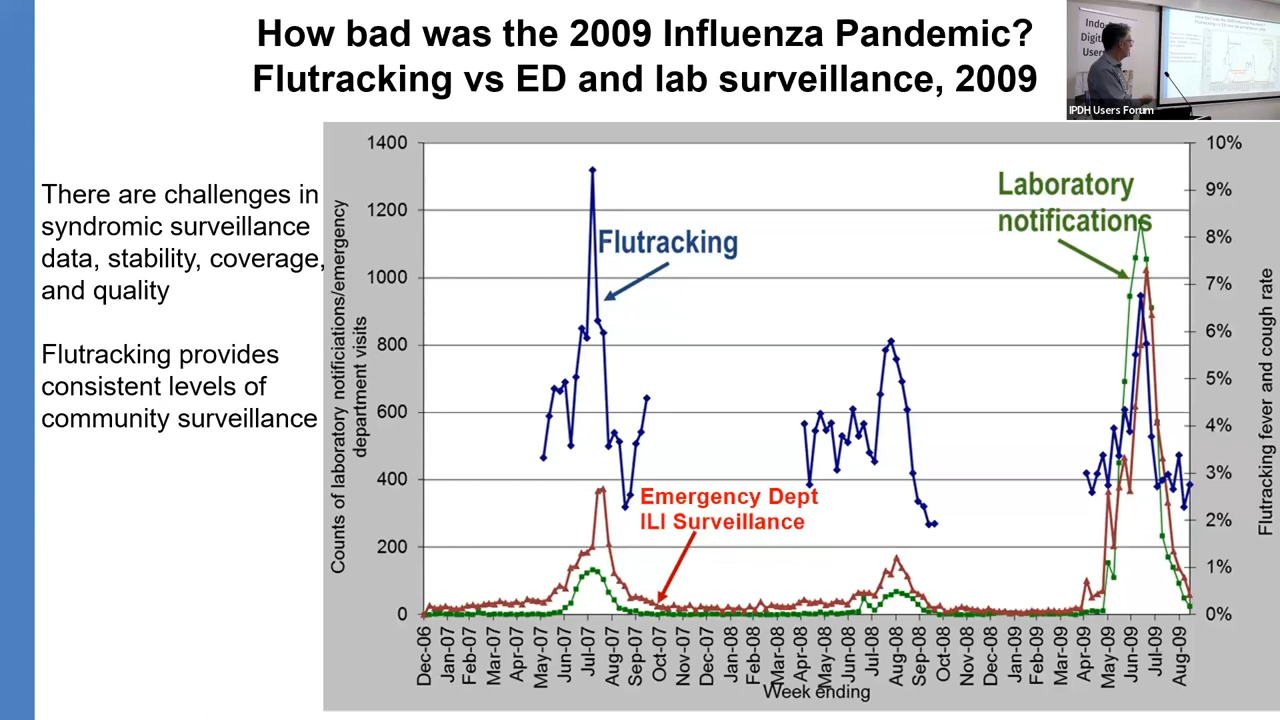 How bad was the 2009 Influenza Pandemic?
Flutracking vs ED and lab surveillance, 2009
Indo
Digit
User
IPDH Users Forum
There are challenges in
syndromic surveillance
data, stability, coverage,
and quality
Flutracking provides
consistent levels of
community surveillance
Counts of laboratory notificiations/emergency
department visits
1400
1200
1000
800
600
400
200
0
Flutracking
Emergency Dept
ILI Surveillance
Laboratory
notifications
10%
9%
8%
7%
6%
5%
4%
3%
2%
1%
0%
Flutracking fever and cough rate
Dec-06
Jan-07
Feb-07
Mar-07
Apr-07
May-07
Jun-07
Jul-07
Aug-07
Sep-07
Oct-07
Nov-07
Dec-07
Jan-08
Feb-08
Mar-08
Apr-08
May-08
Jun-08
Jul-08
Aug-08
Sep-08
Oct-08
Nov-08
Dec-08
Jan-09
Feb-09
Mar-09
Apr-09
May-09
Jun-09
Jul-09
Aug-09
Week ending